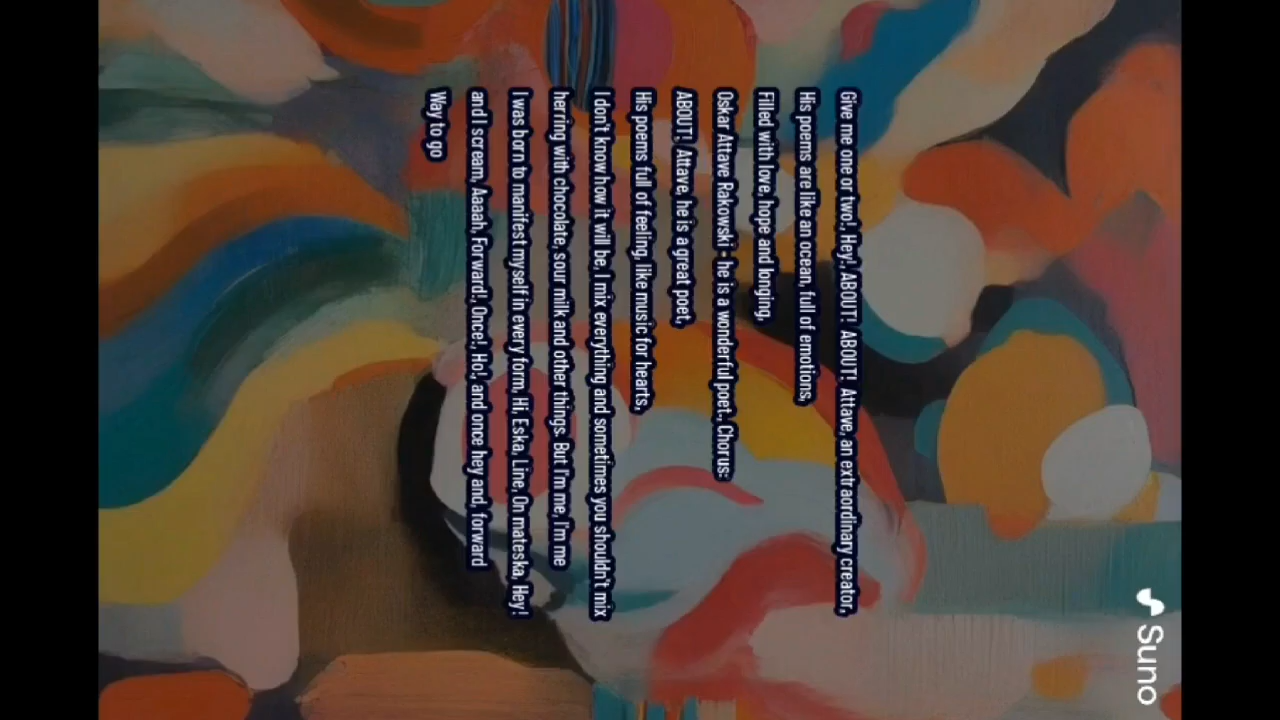 Give me one or two!, Hey!, ABOUT! ABOUT! Attave, an extraordinary creator,
His poems are like an ocean, full of emotions,
Filled with love, hope and longing,
Oskar Attave Rakowski - he is a wonderful poet., Chorus:
ABOUT! Attave, he is a great poet,
His poems full of feeling, like music for hearts,
I don't know how it will be, I mix everything and sometimes you shouldn't mix
herring with chocolate, sour milk and other things. But I'm me, I'm me
I was born to manifest myself in every form, Hi, Eska, Line, On mateska, Hey!
and I scream, Aaaah, Forward!, Once!, Ho!, and once hey and, forward
Way to go
Suno